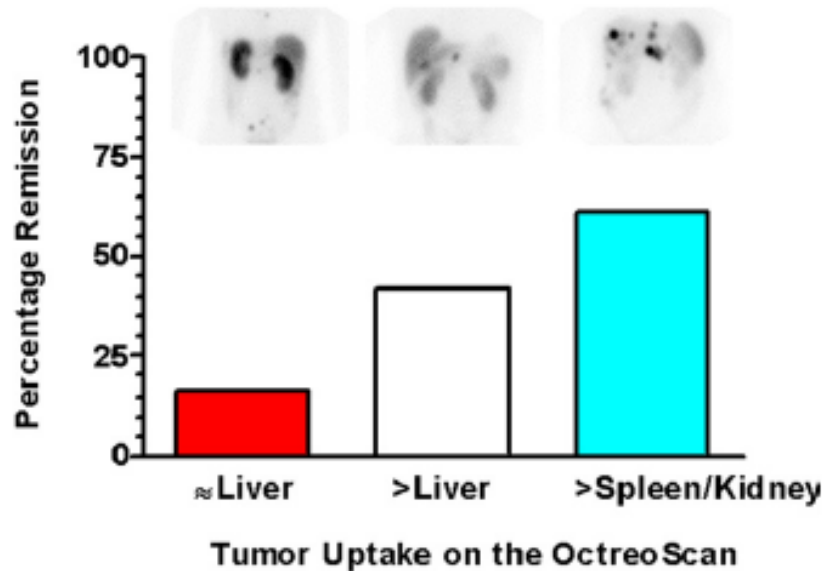 Percentage Remission
100
75
50
25
0
≈Liver >Liver >Spleen/Kidney
Tumor Uptake on the OctreoScan